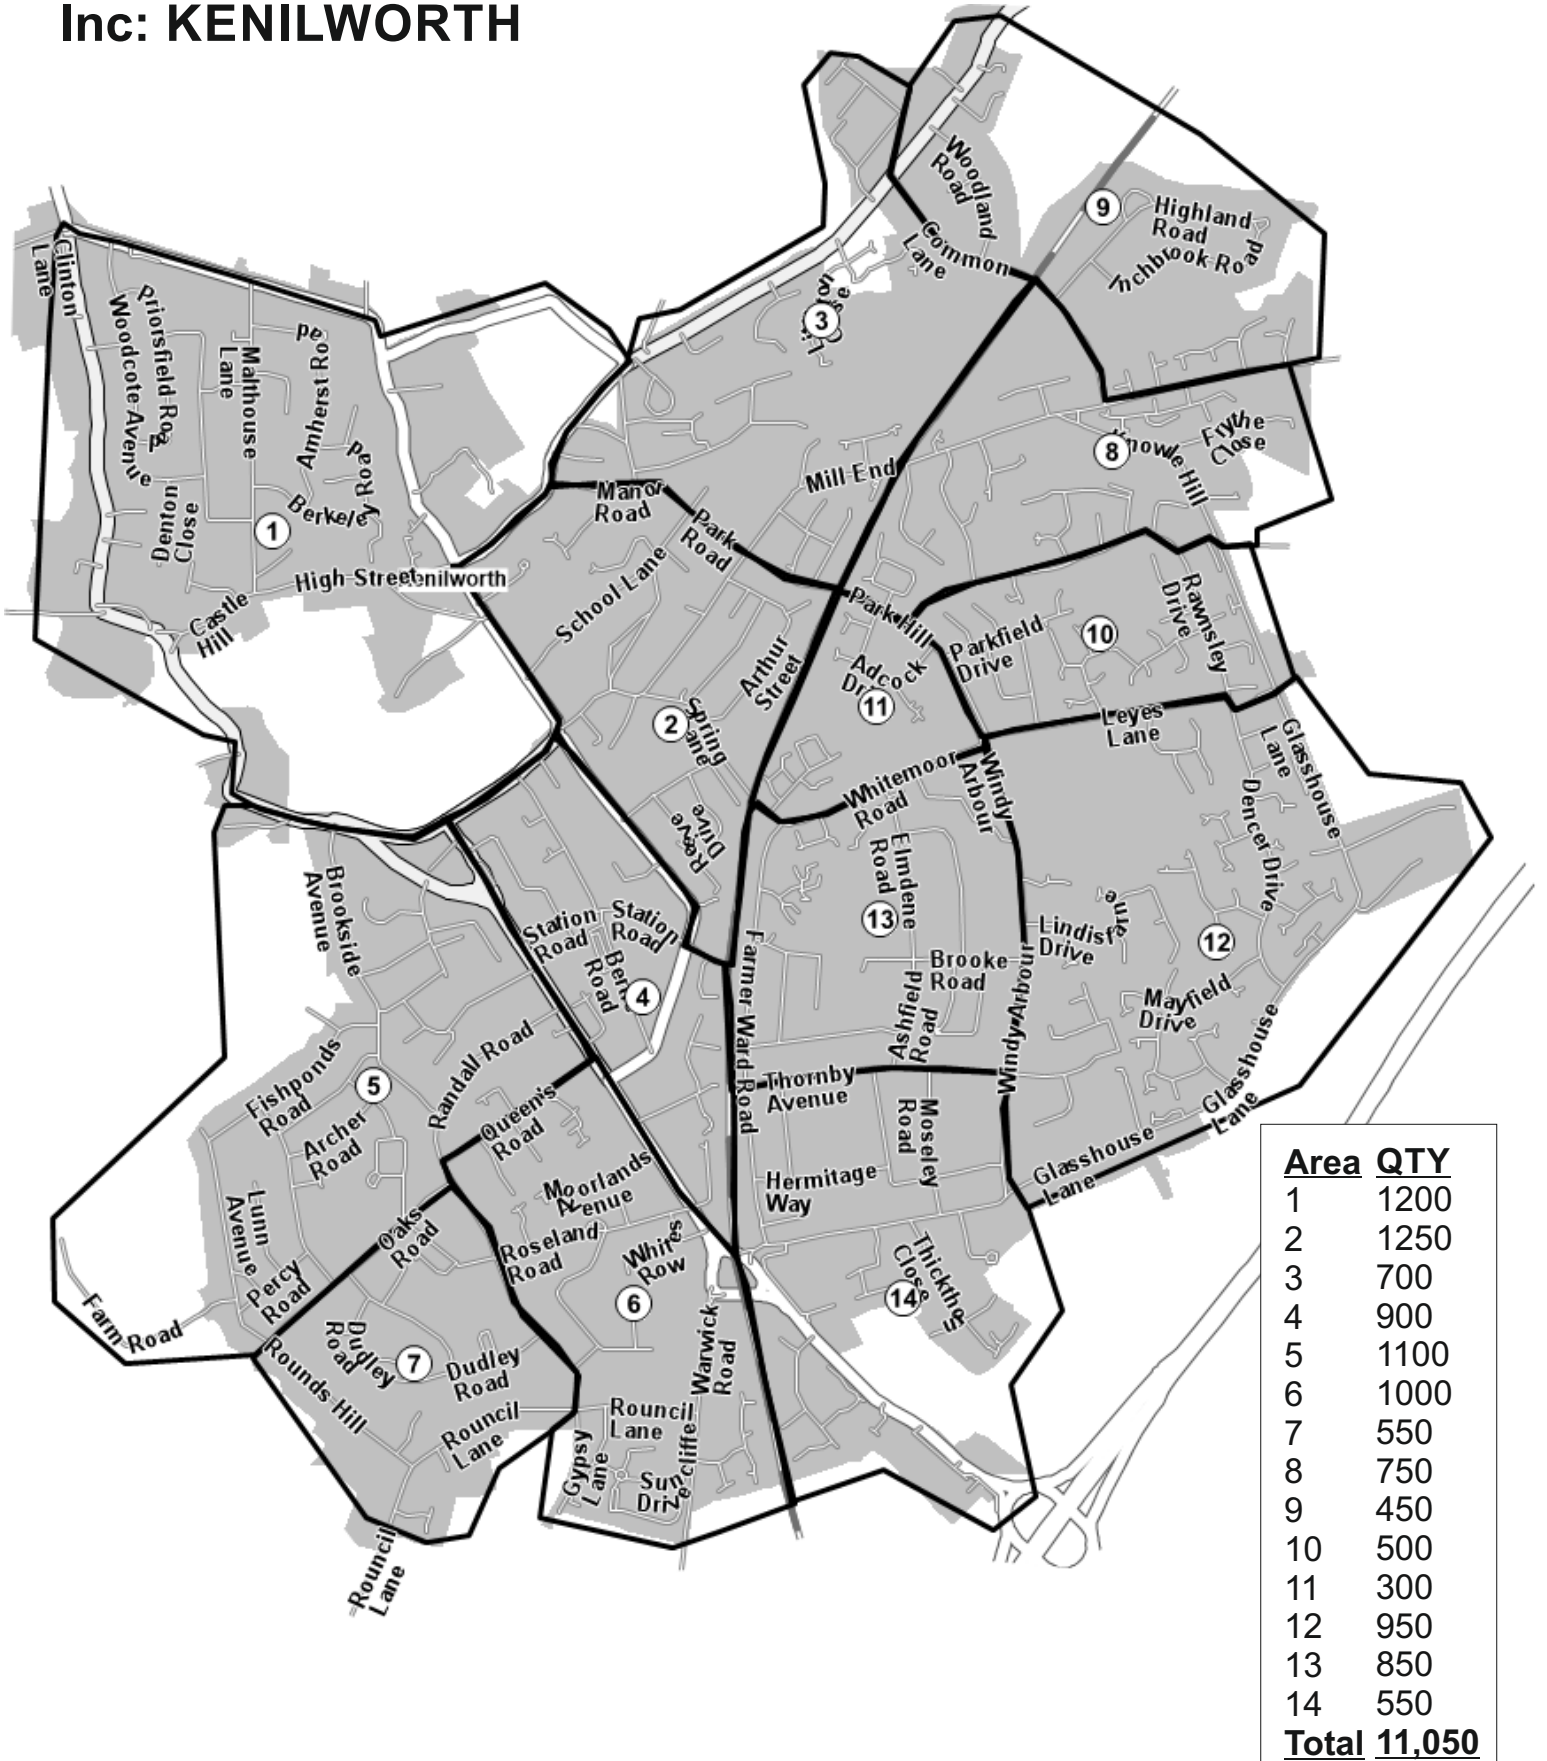 Inc: KENILWORTH
Woodland
Road
Common
Lane
9
Highland
Road
Inchbrook Road
Clinton
Lane
Priorsfield Road
Woodcote Avenue
Malthouse
Lane
Amherst Road
Berkeley Road
Denton
Close
1
High Street
Kenilworth
Castle
Hill
3
Mill End
Manor
Road
Park
Road
School Lane
8
Knowle Hill
Frythe
Close
Park Hill
Parkfield
Drive
10
Rawnsley
Drive
Arthur
Street
Adcock
Drive
11
2
Spring
Lane
Leyes
Lane
Glasshouse
Lane
Whitemoor
Road
Windy
Arbour
Reeve
Drive
Dencer Drive
Elmdene
Road
13
Brookside
Avenue
Station
Road
Station
Road
Road
4
Farmer Ward Road
Brooke
Road
Ashfield
Road
Windy Arbour
Lindisfarne
Drive
12
Mayfield
Drive
Glasshouse
Lane
Randall Road
Fishponds
Road
5
Archer
Road
Queen's
Road
Thornby
Avenue
Moseley
Road
Hermitage
Way
Glasshouse
Lane
Moorlands
Avenue
Lunn
Avenue
Oaks
Road
Roseland
Road
Whites
Row
6
Percy
Road
Farm Road
Thickthorn
Close
14
Dudley
Road
7
Dudley
Road
Rounds Hill
Warwick
Road
Rouncil
Lane
Rouncil
Lane
Gypsy
Lane
Suncliffe
Drive
Rouncil
Lane
Area QTY
1 1200
2 1250
3 700
4 900
5 1100
6 1000
7 550
8 750
9 450
10 500
11 300
12 950
13 850
14 550
Total 11,050